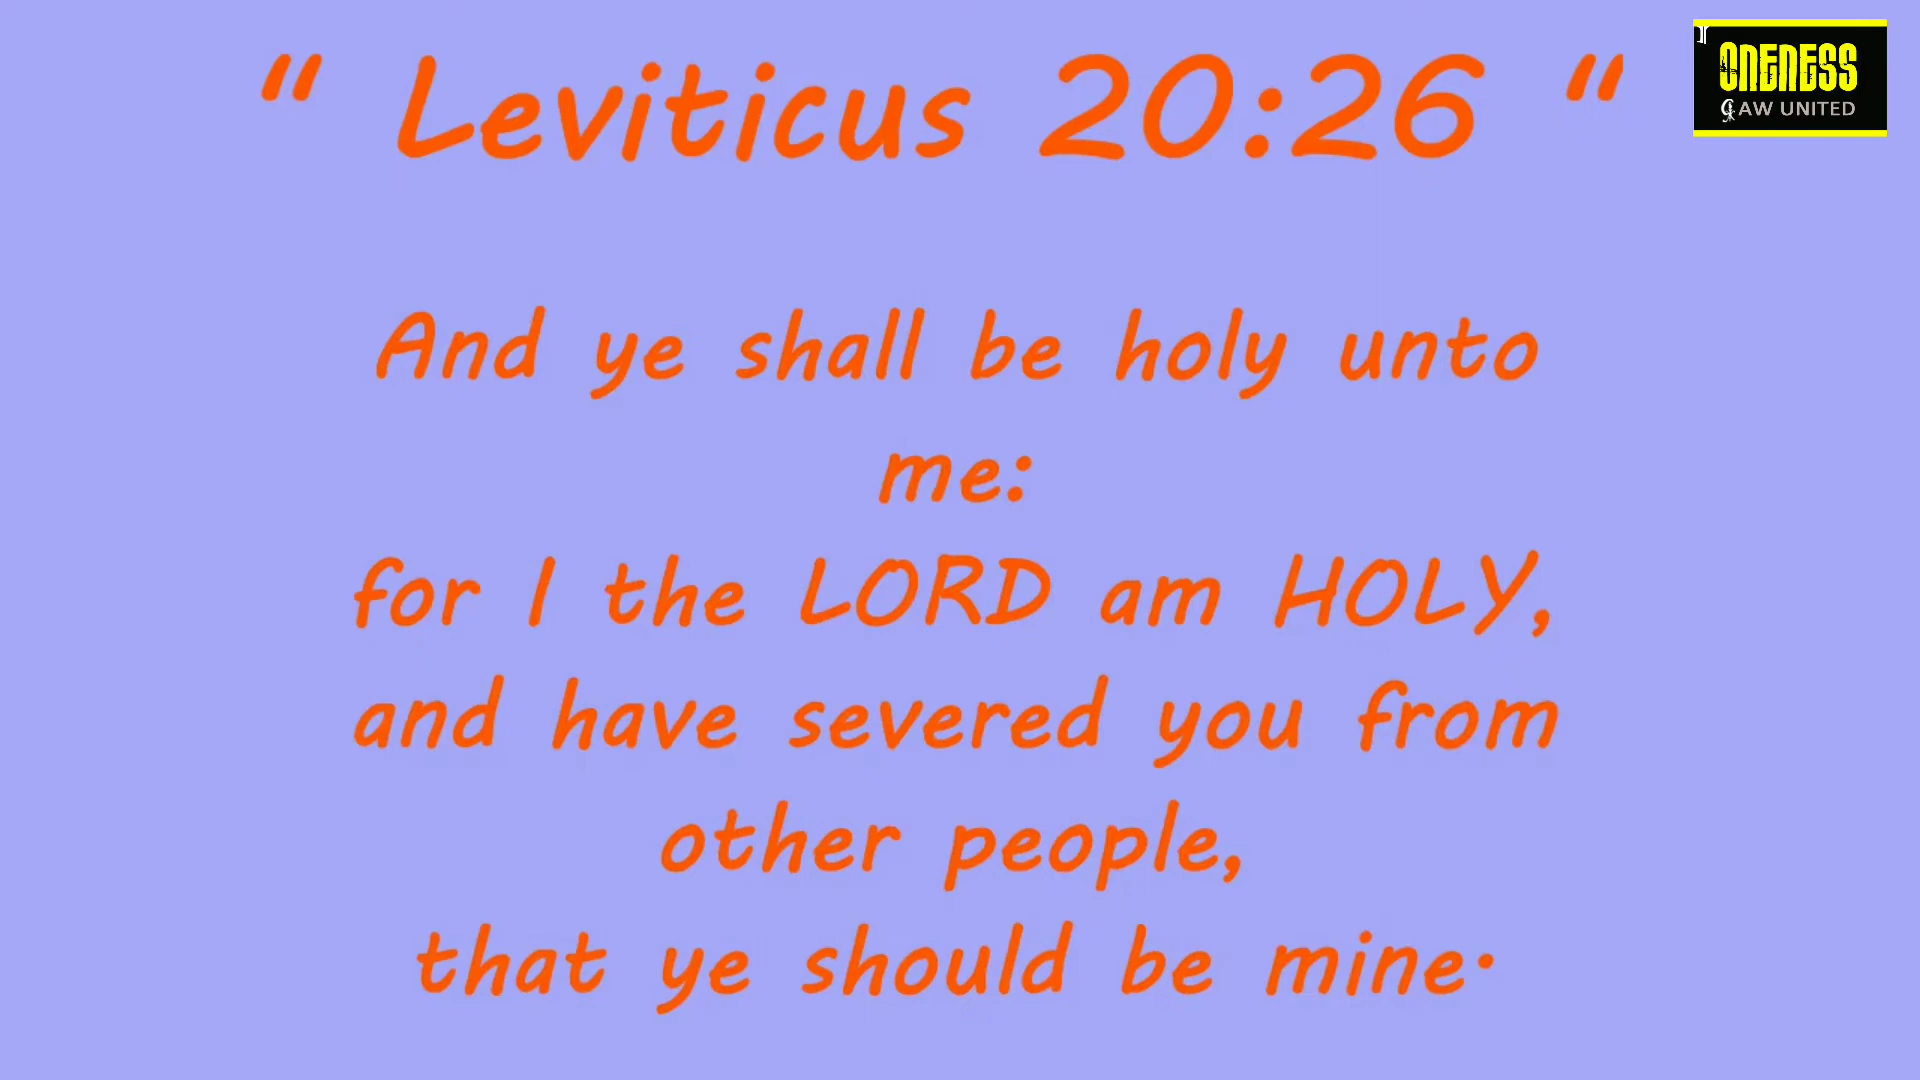 " Leviticus 20:26 "
ONENESS
AW UNITED
And ye shall be holy unto
me:
for I the LORD am HOLY,
and have severed you from
other people,
that ye should be mine·